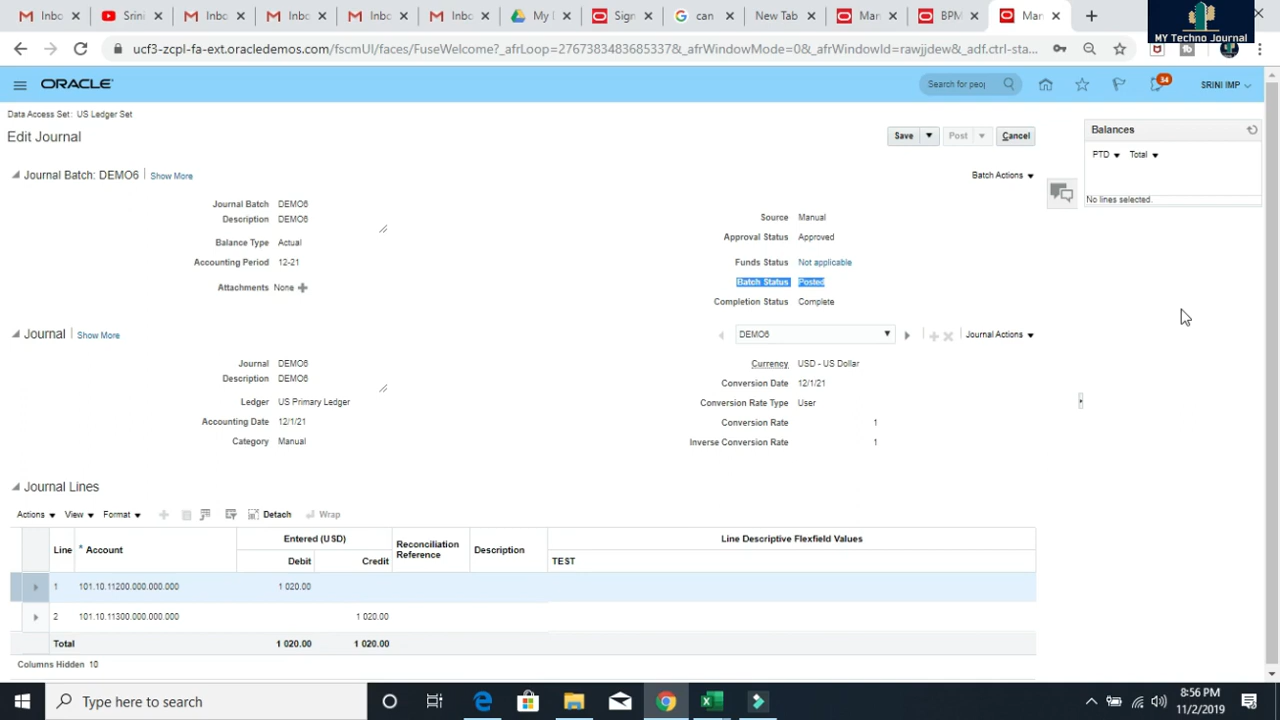 Inbo
Srini
Inbo
Inbo
Inbo
Inbo
My I
Sign
can
New Tab
Mar
BPM
Mar
MY Techno Journal
ucf3-zcpl-fa-ext.oracledemos.com/fscmUI/faces/FuseWelcome?_afrLoop=27673834836853​37&_afrWindowMode=0&_afrWindowId=rawjjdew&_adf.ctrl-sta...
ORACLE
Search for peo
34
SRINI IMP
Data Access Set: US Ledger Set
Edit Journal
Save
Post
Cancel
Balances
PTD
Total
No lines selected.
Journal Batch: DEMO6
Show More
Batch Actions
Journal Batch DEMO6
Description DEMO6
Balance Type Actual
Accounting Period 12-21
Attachments None
Source Manual
Approval Status Approved
Funds Status Not applicable
Batch Status Posted
Completion Status Complete
Journal
Show More
DEMO6
Journal Actions
Journal DEMO6
Description DEMO6
Ledger US Primary Ledger
Accounting Date 12/1/21
Category Manual
Currency USD - US Dollar
Conversion Date 12/1/21
Conversion Rate Type User
Conversion Rate 1
Inverse Conversion Rate 1
Journal Lines
Actions View Format Detach Wrap
Line * Account Entered (USD) Reconciliation Reference Description Line Descriptive Flexfield Values
Debit Credit TEST
1 101.10.11200.000.000.000 1 020.00
2 101.10.11300.000.000.000 1 020.00
Total 1 020.00 1 020.00
Columns Hidden 10
Type here to search
8:56 PM
11/2/2019